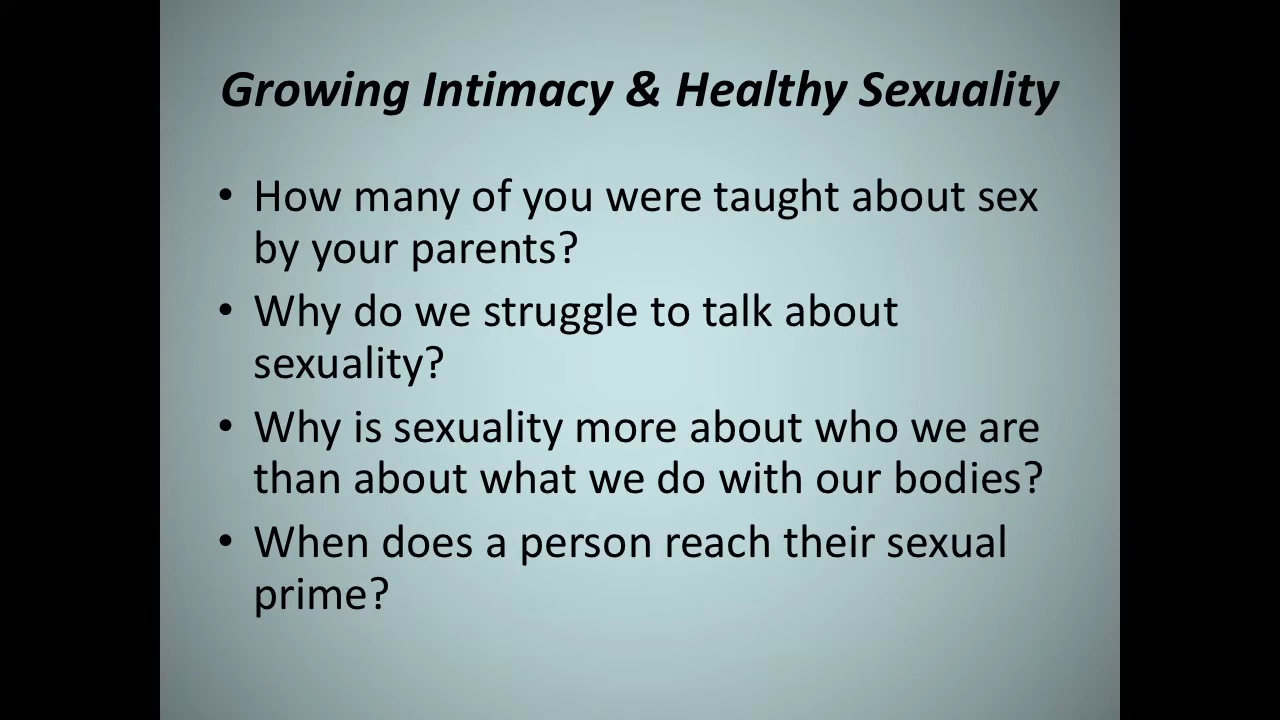 Growing Intimacy & Healthy Sexuality
• How many of you were taught about sex
by your parents?
• Why do we struggle to talk about
sexuality?
• Why is sexuality more about who we are
than about what we do with our bodies?
• When does a person reach their sexual
prime?